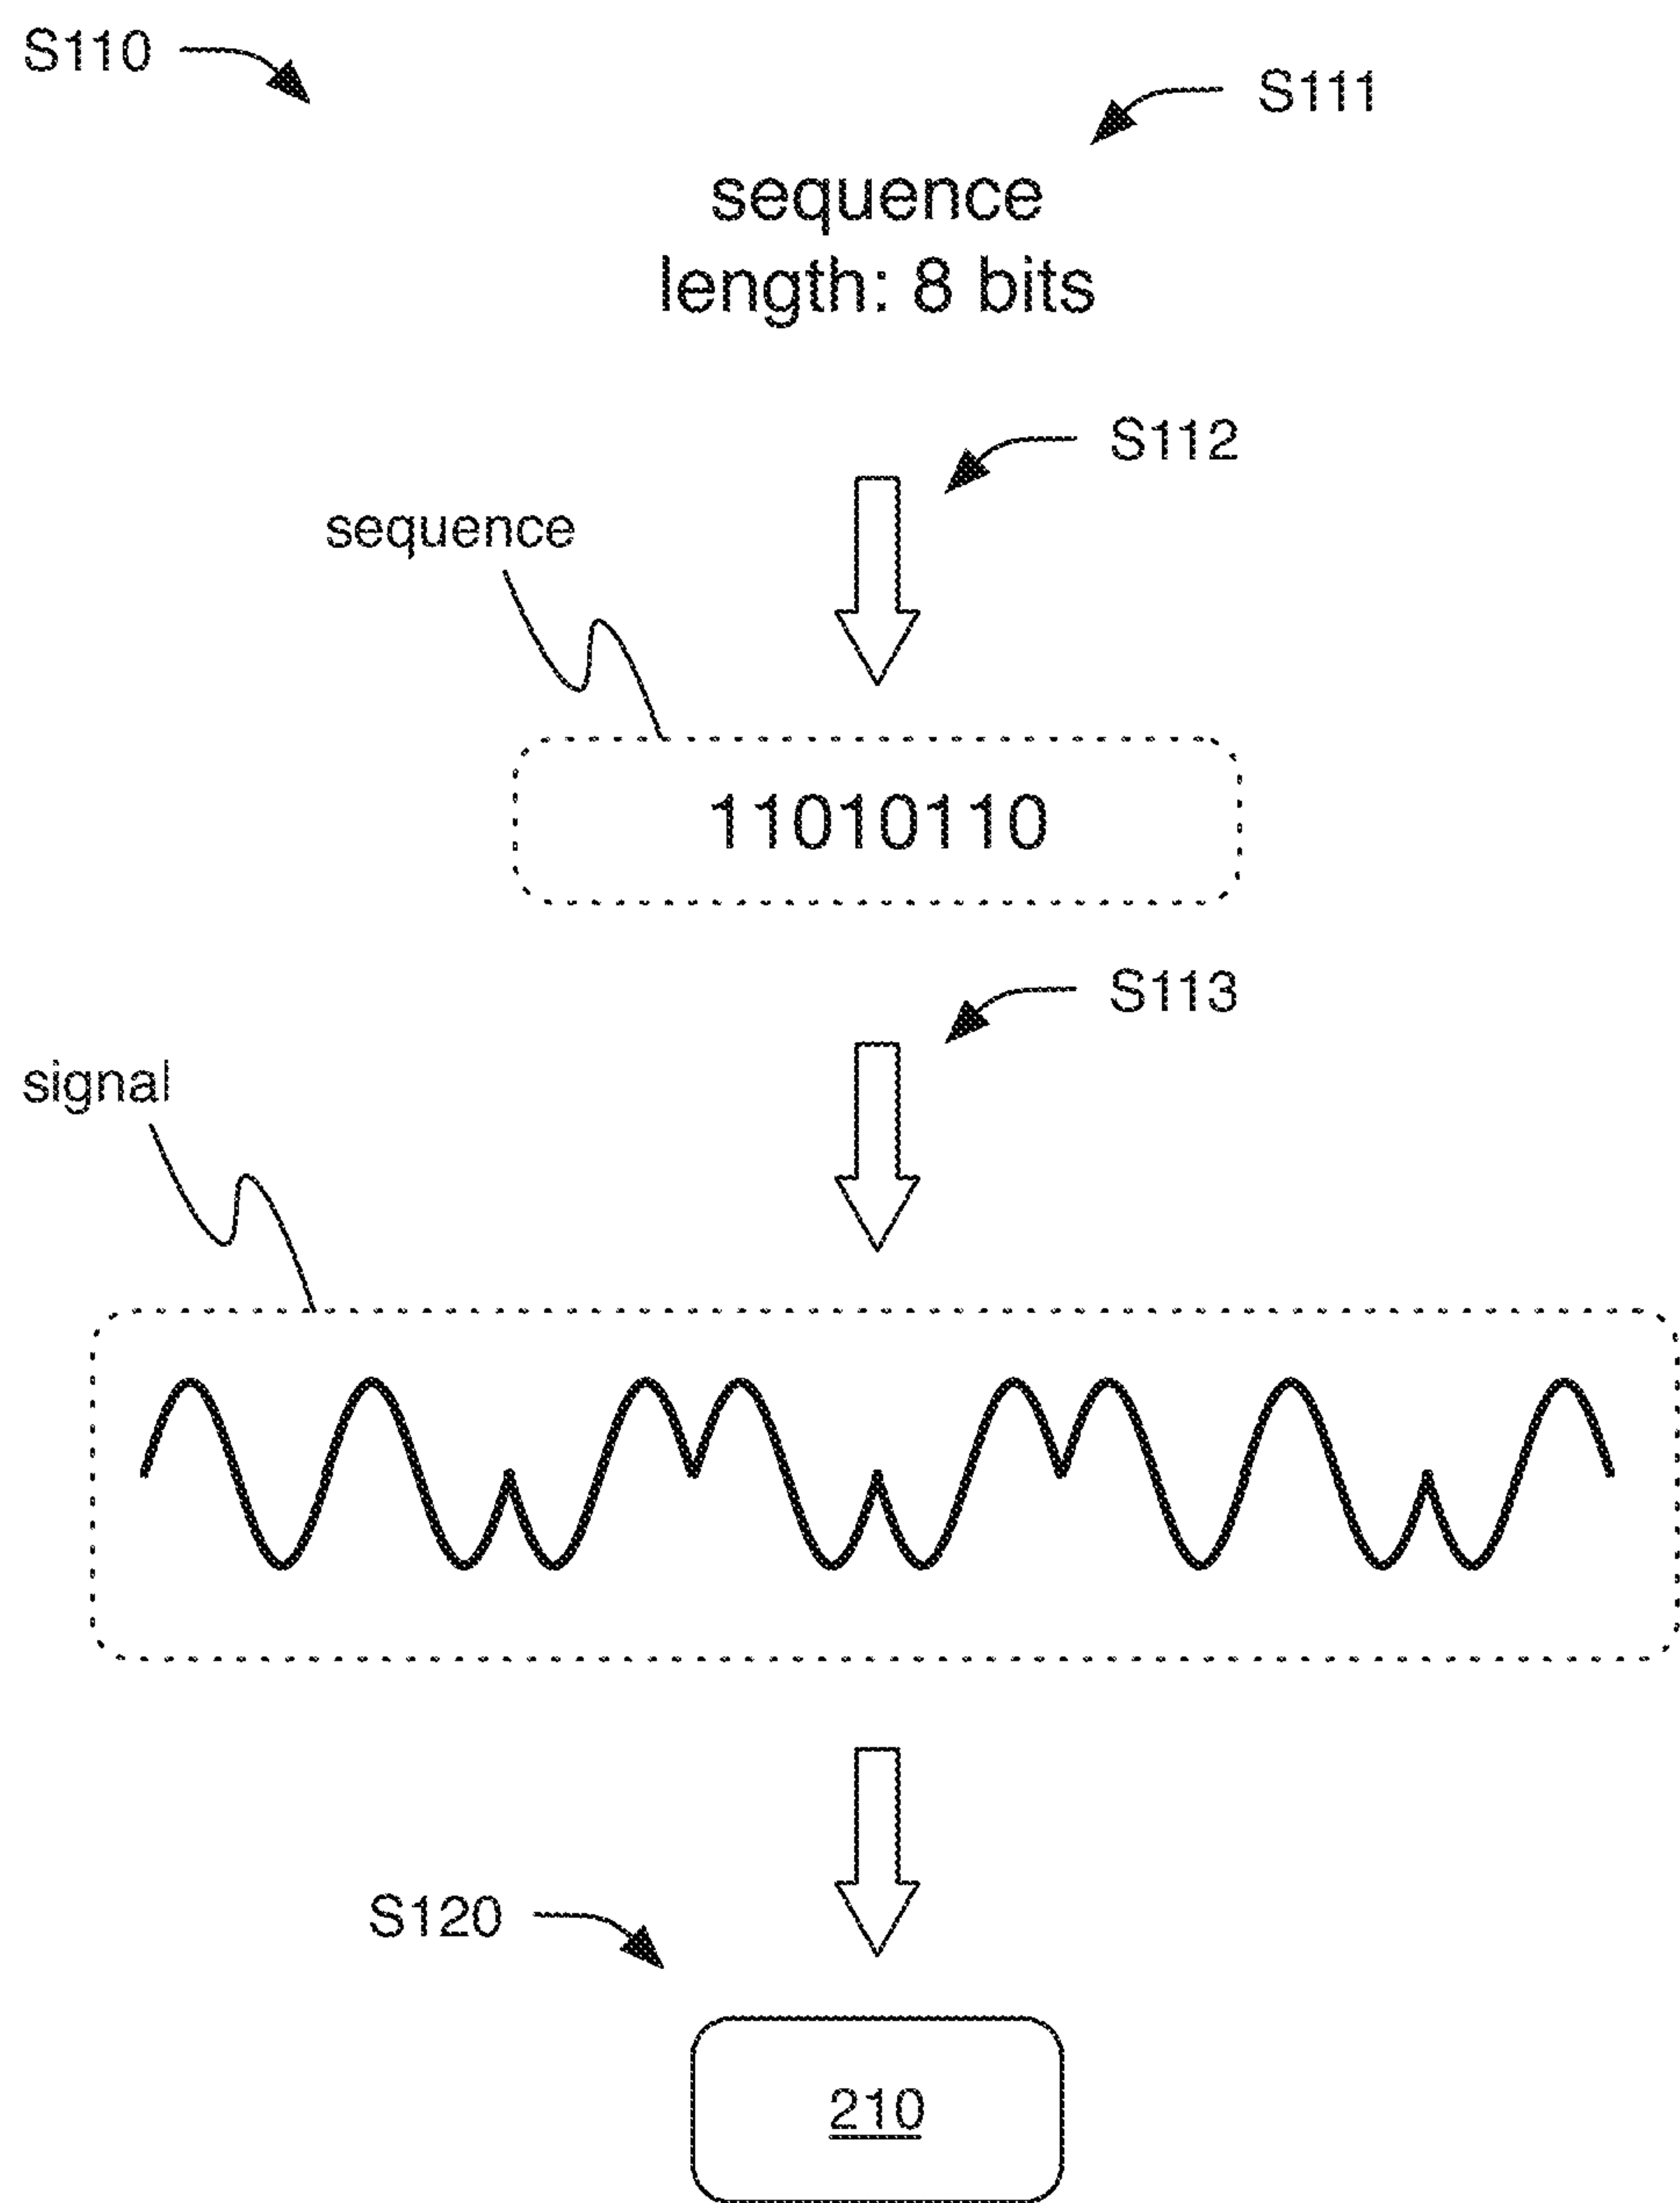 S110
S111
sequence
length: 8 bits
S112
sequence
11010110
S113
signal
S120
210